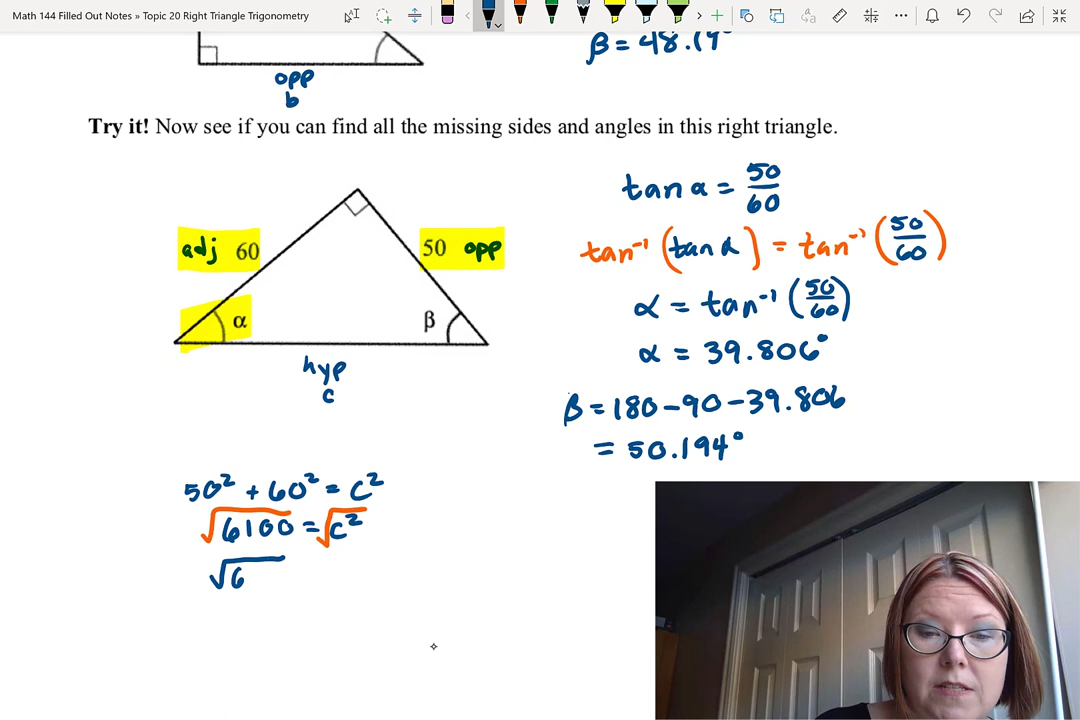 Math 144 Filled Out Notes » Topic 20 Right Triangle Trigonometry
opp
b
β = 48.19°
Try it! Now see if you can find all the missing sides and angles in this right triangle.
adj 60
50 opp
α
β
hyp
c
tan α = 50/60
tan⁻¹ (tan α) = tan⁻¹ (50/60)
α = tan⁻¹ (50/60)
α = 39.806°
β = 180 - 90 - 39.806
= 50.194°
50² + 60² = c²
√6100 = √c²
√6